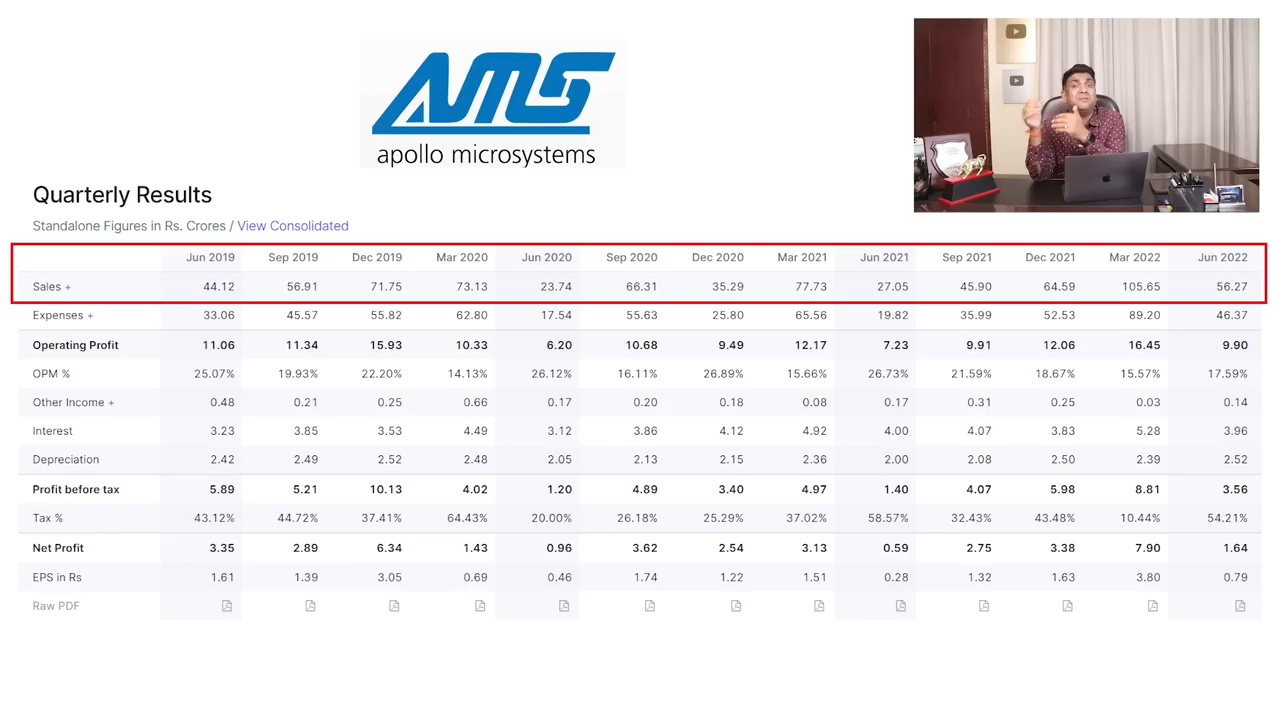 AMS
apollo microsystems
Quarterly Results
Standalone Figures in Rs. Crores / View Consolidated
Jun 2019 Sep 2019 Dec 2019 Mar 2020 Jun 2020 Sep 2020 Dec 2020 Mar 2021 Jun 2021 Sep 2021 Dec 2021 Mar 2022 Jun 2022
Sales + 44.12 56.91 71.75 73.13 23.74 66.31 35.29 77.73 27.05 45.90 64.59 105.65 56.27
Expenses + 33.06 45.57 55.82 62.80 17.54 55.63 25.80 65.56 19.82 35.99 52.53 89.20 46.37
Operating Profit 11.06 11.34 15.93 10.33 6.20 10.68 9.49 12.17 7.23 9.91 12.06 16.45 9.90
OPM % 25.07% 19.93% 22.20% 14.13% 26.12% 16.11% 26.89% 15.66% 26.73% 21.59% 18.67% 15.57% 17.59%
Other Income + 0.48 0.21 0.25 0.66 0.17 0.20 0.18 0.08 0.17 0.31 0.25 0.03 0.14
Interest 3.23 3.85 3.53 4.49 3.12 3.86 4.12 4.92 4.00 4.07 3.83 5.28 3.96
Depreciation 2.42 2.49 2.52 2.48 2.05 2.13 2.15 2.36 2.00 2.08 2.50 2.39 2.52
Profit before tax 5.89 5.21 10.13 4.02 1.20 4.89 3.40 4.97 1.40 4.07 5.98 8.81 3.56
Tax % 43.12% 44.72% 37.41% 64.43% 20.00% 26.18% 25.29% 37.02% 58.57% 32.43% 43.48% 10.44% 54.21%
Net Profit 3.35 2.89 6.34 1.43 0.96 3.62 2.54 3.13 0.59 2.75 3.38 7.90 1.64
EPS in Rs 1.61 1.39 3.05 0.69 0.46 1.74 1.22 1.51 0.28 1.32 1.63 3.80 0.79
Raw PDF